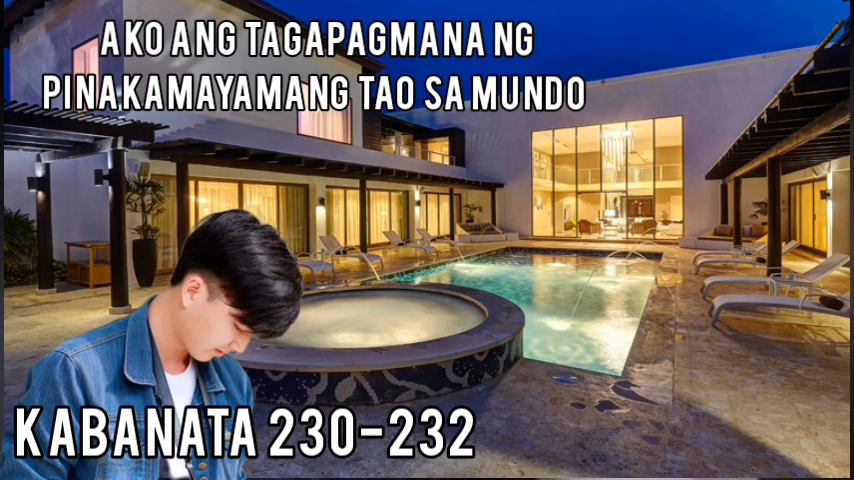 AKO ANG TAGAPAGMANA NG
PINAKAMAYAMANG TAO SA MUNDO
KABANATA 230-232